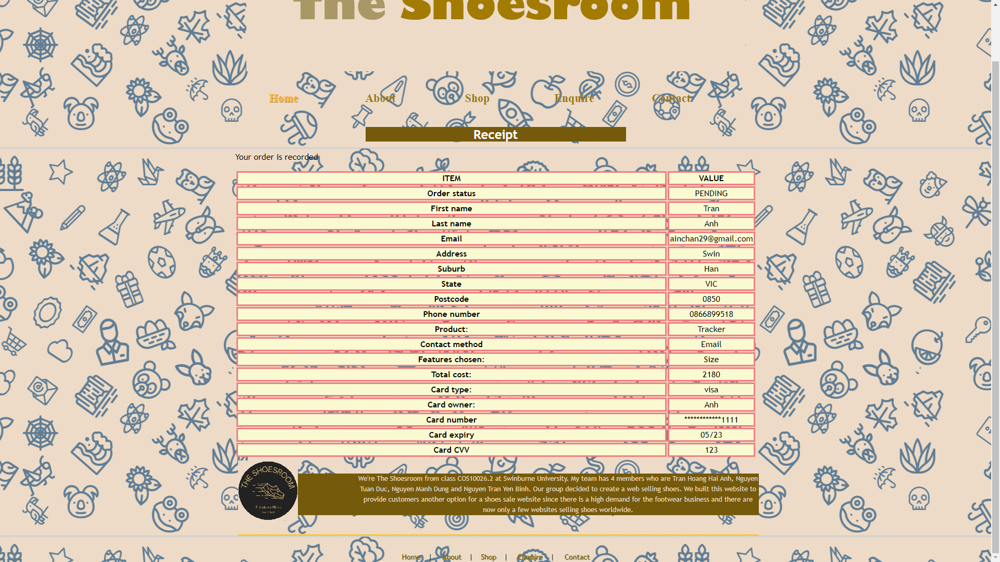 The Shoesroom
Home About Shop Enquire Contact
Receipt
Your order is recorded
ITEM VALUE
Order status PENDING
First name Tran
Last name Anh
Email ainchan29@gmail.com
Address Swin
Suburb Han
State VIC
Postcode 0850
Phone number 0866899518
Product: Tracker
Contact method Email
Features chosen: Size
Total cost: 2180
Card type: visa
Card owner: Anh
Card number ************1111
Card expiry 05/23
Card CVV 123
THE SHOESROOM
We're The Shoesroom from class COS10026.2 at Swinburne University. My team has 4 members who are Tran Hoang Hai Anh, Nguyen
Tuan Duc, Nguyen Manh Dung and Nguyen Tran Yen Binh. Our group decided to create a web selling shoes. We built this website to
provide customers another option for a shoes sale website since there is a high demand for the footwear business and there are
now only a few websites selling shoes worldwide.
Home | About | Shop | Enquire | Contact